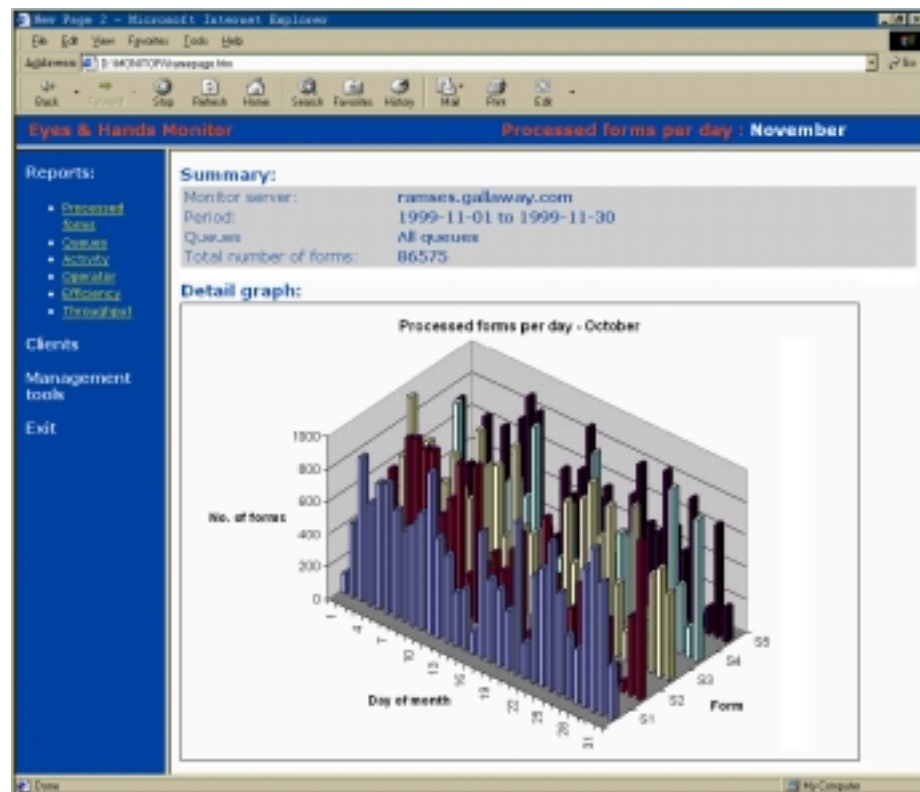 New Page 2 - Microsoft Internet Explorer
File Edit View Favorites Tools Help
Address Go
Back Forward Stop Refresh Home Search Favorites History Mail Print Edit
Eyes & Hands Monitor
Processed forms per day : November
Reports:
Processed forms
Queues
Activity
Operator
Efficiency
Throughput
Clients
Management
tools
Exit
Summary:
Monitor server: ramses.gallaway.com
Period: 1999-11-01 to 1999-11-30
Queues All queues
Total number of forms: 86575
Detail graph:
Processed forms per day - October
1000
800
600
400
200
0
No. of forms
1 4 7 10 13 16 19 22 25 28 31
Day of month
S1 S2 S3 S4 S5
Form
Done
My Computer